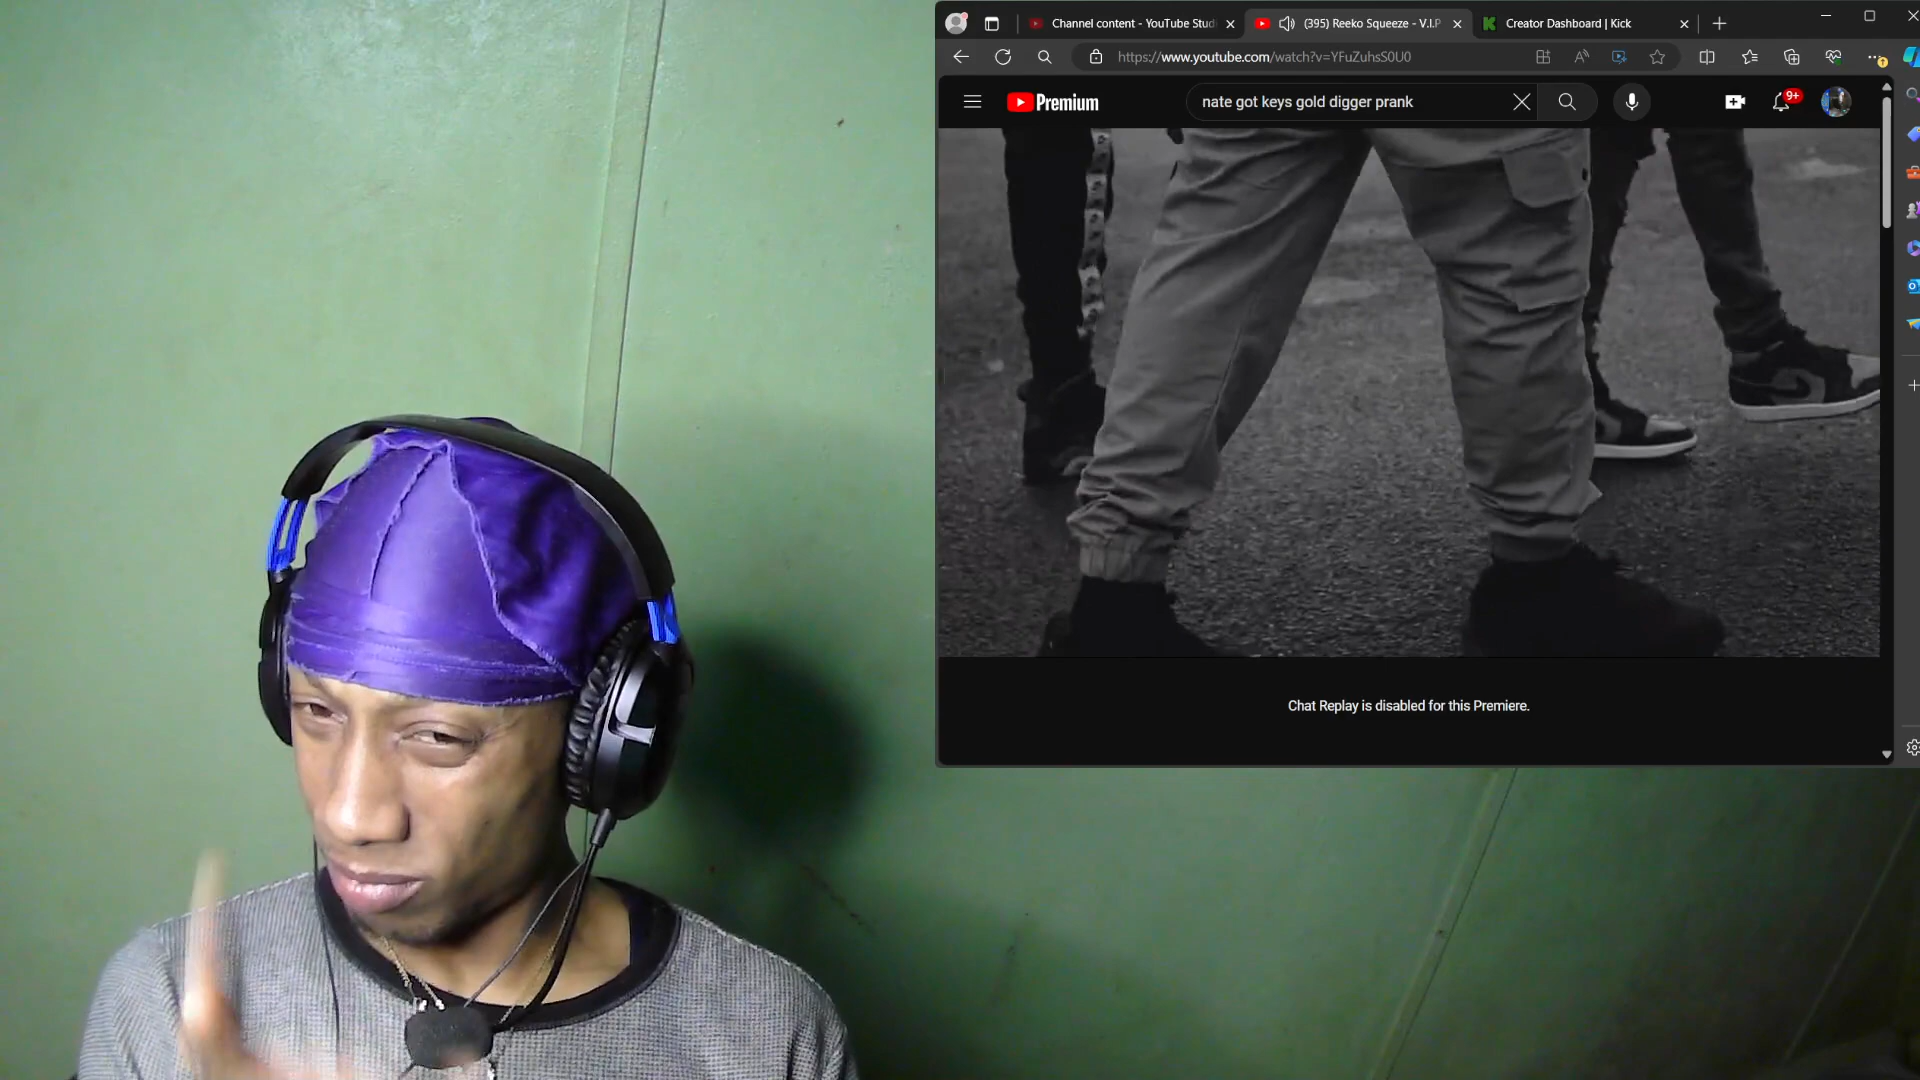 Channel content - YouTube Studi
(395) Reeko Squeeze - V.I.P
Creator Dashboard | Kick
https://www.youtube.com/watch?v=YFuZuhsS0U0
Premium
nate got keys gold digger prank
9+
Chat Replay is disabled for this Premiere.